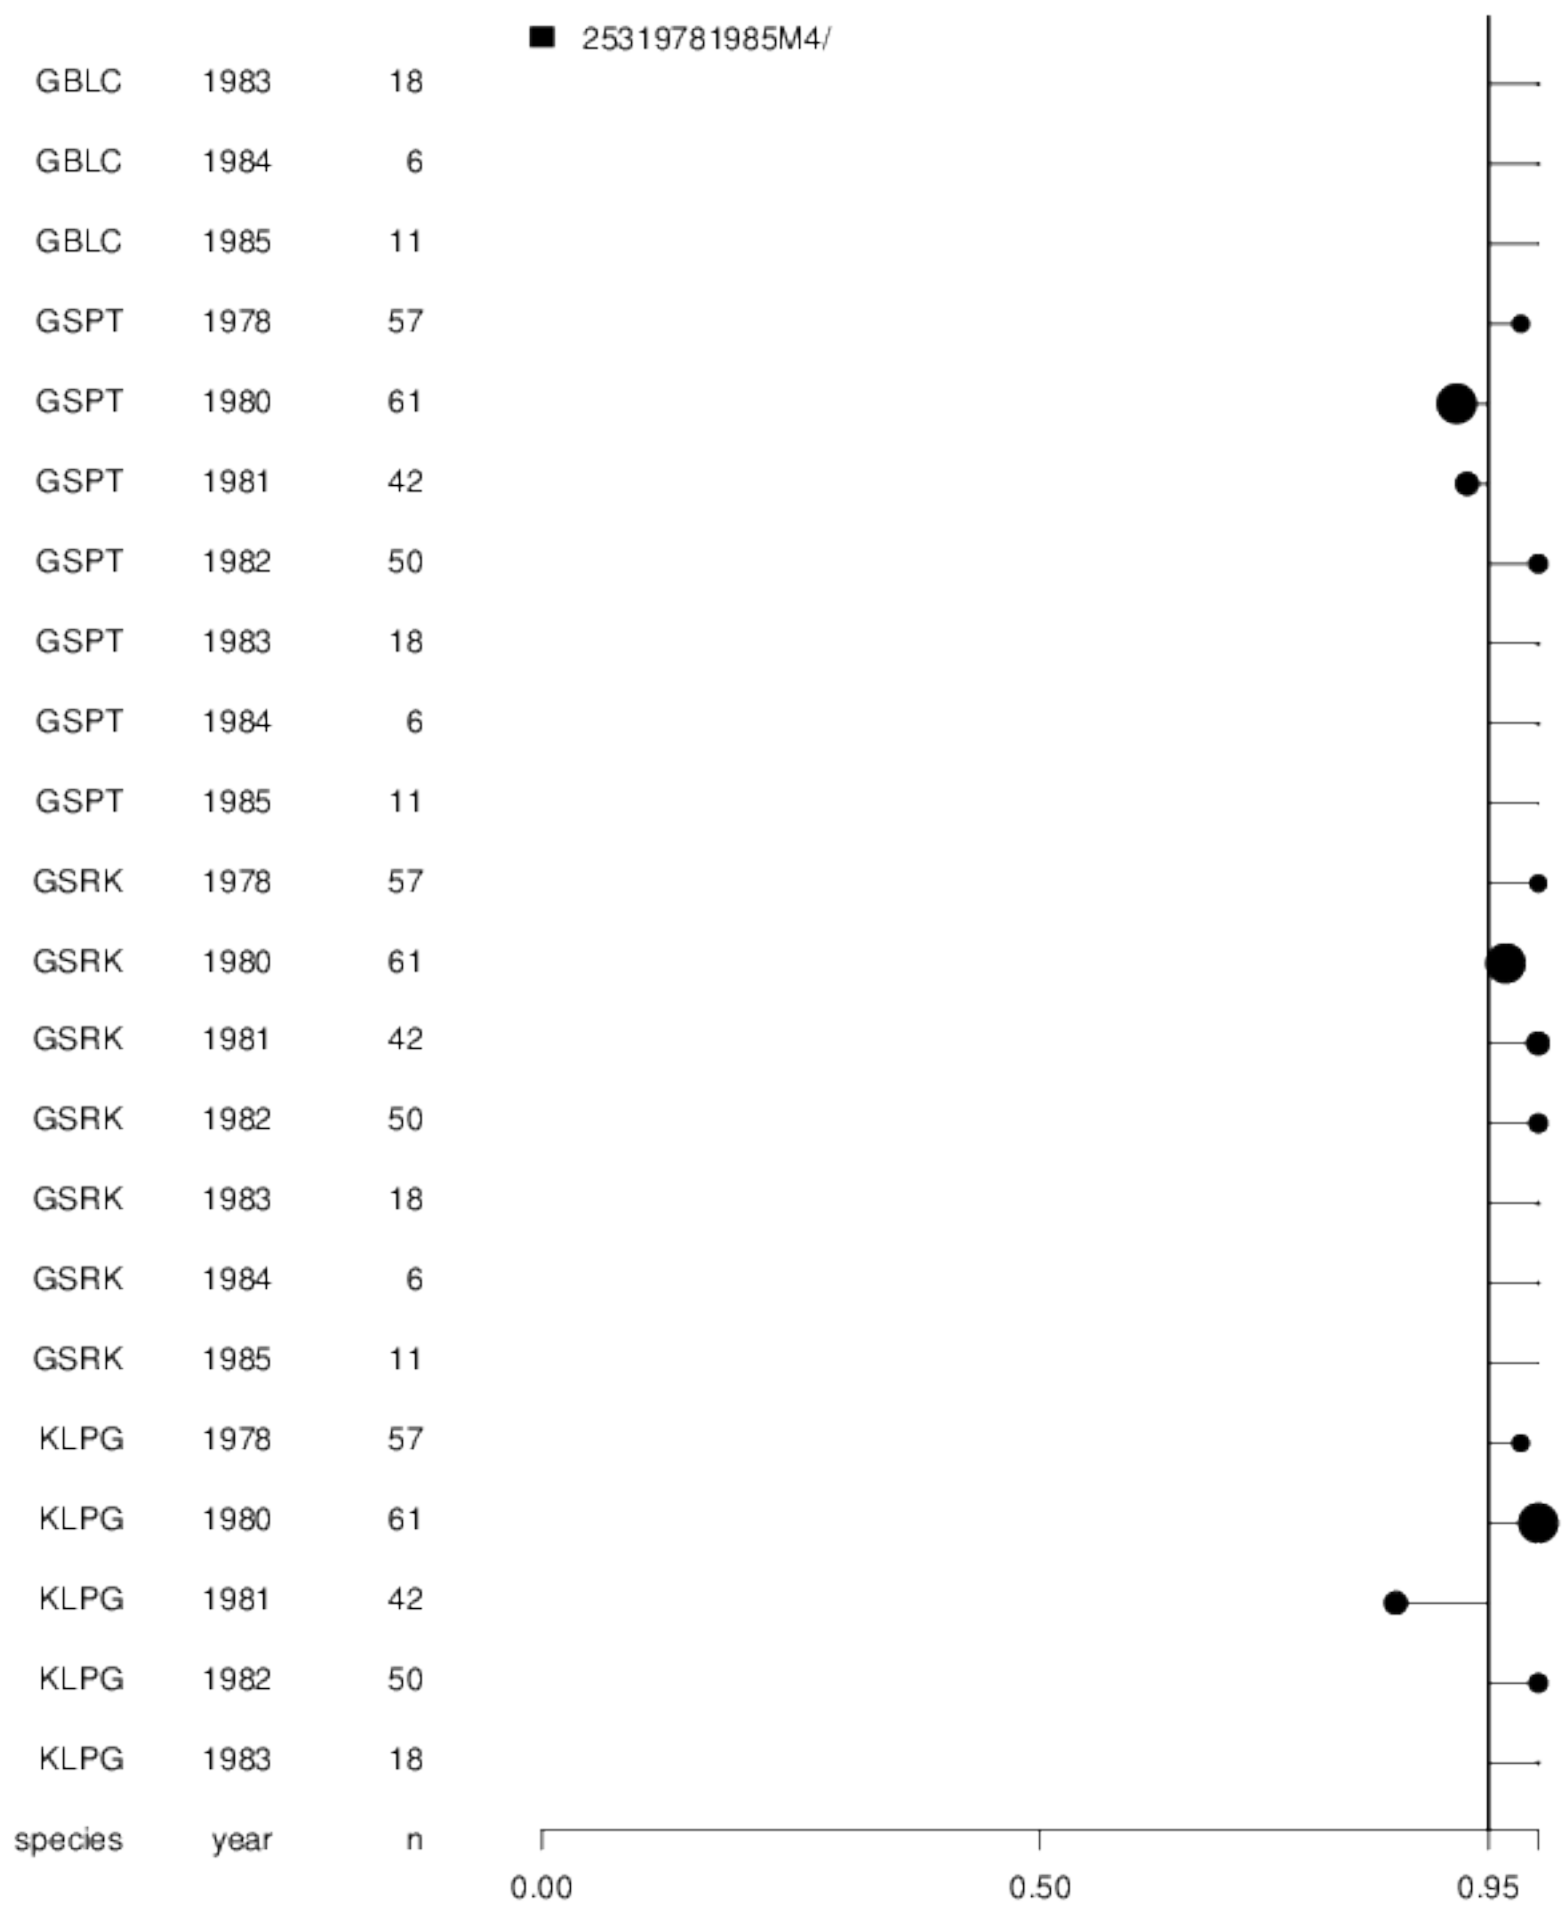 25319781985M4/
GBLC 1983 18
GBLC 1984 6
GBLC 1985 11
GSPT 1978 57
GSPT 1980 61
GSPT 1981 42
GSPT 1982 50
GSPT 1983 18
GSPT 1984 6
GSPT 1985 11
GSRK 1978 57
GSRK 1980 61
GSRK 1981 42
GSRK 1982 50
GSRK 1983 18
GSRK 1984 6
GSRK 1985 11
KLPG 1978 57
KLPG 1980 61
KLPG 1981 42
KLPG 1982 50
KLPG 1983 18
species year n
0.00 0.50 0.95